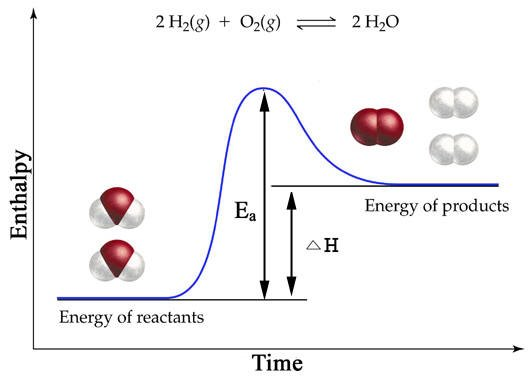 2 H₂(g) + O₂(g) ⇌ 2 H₂O
Enthalpy
Eₐ
Energy of products
△H
Energy of reactants
Time